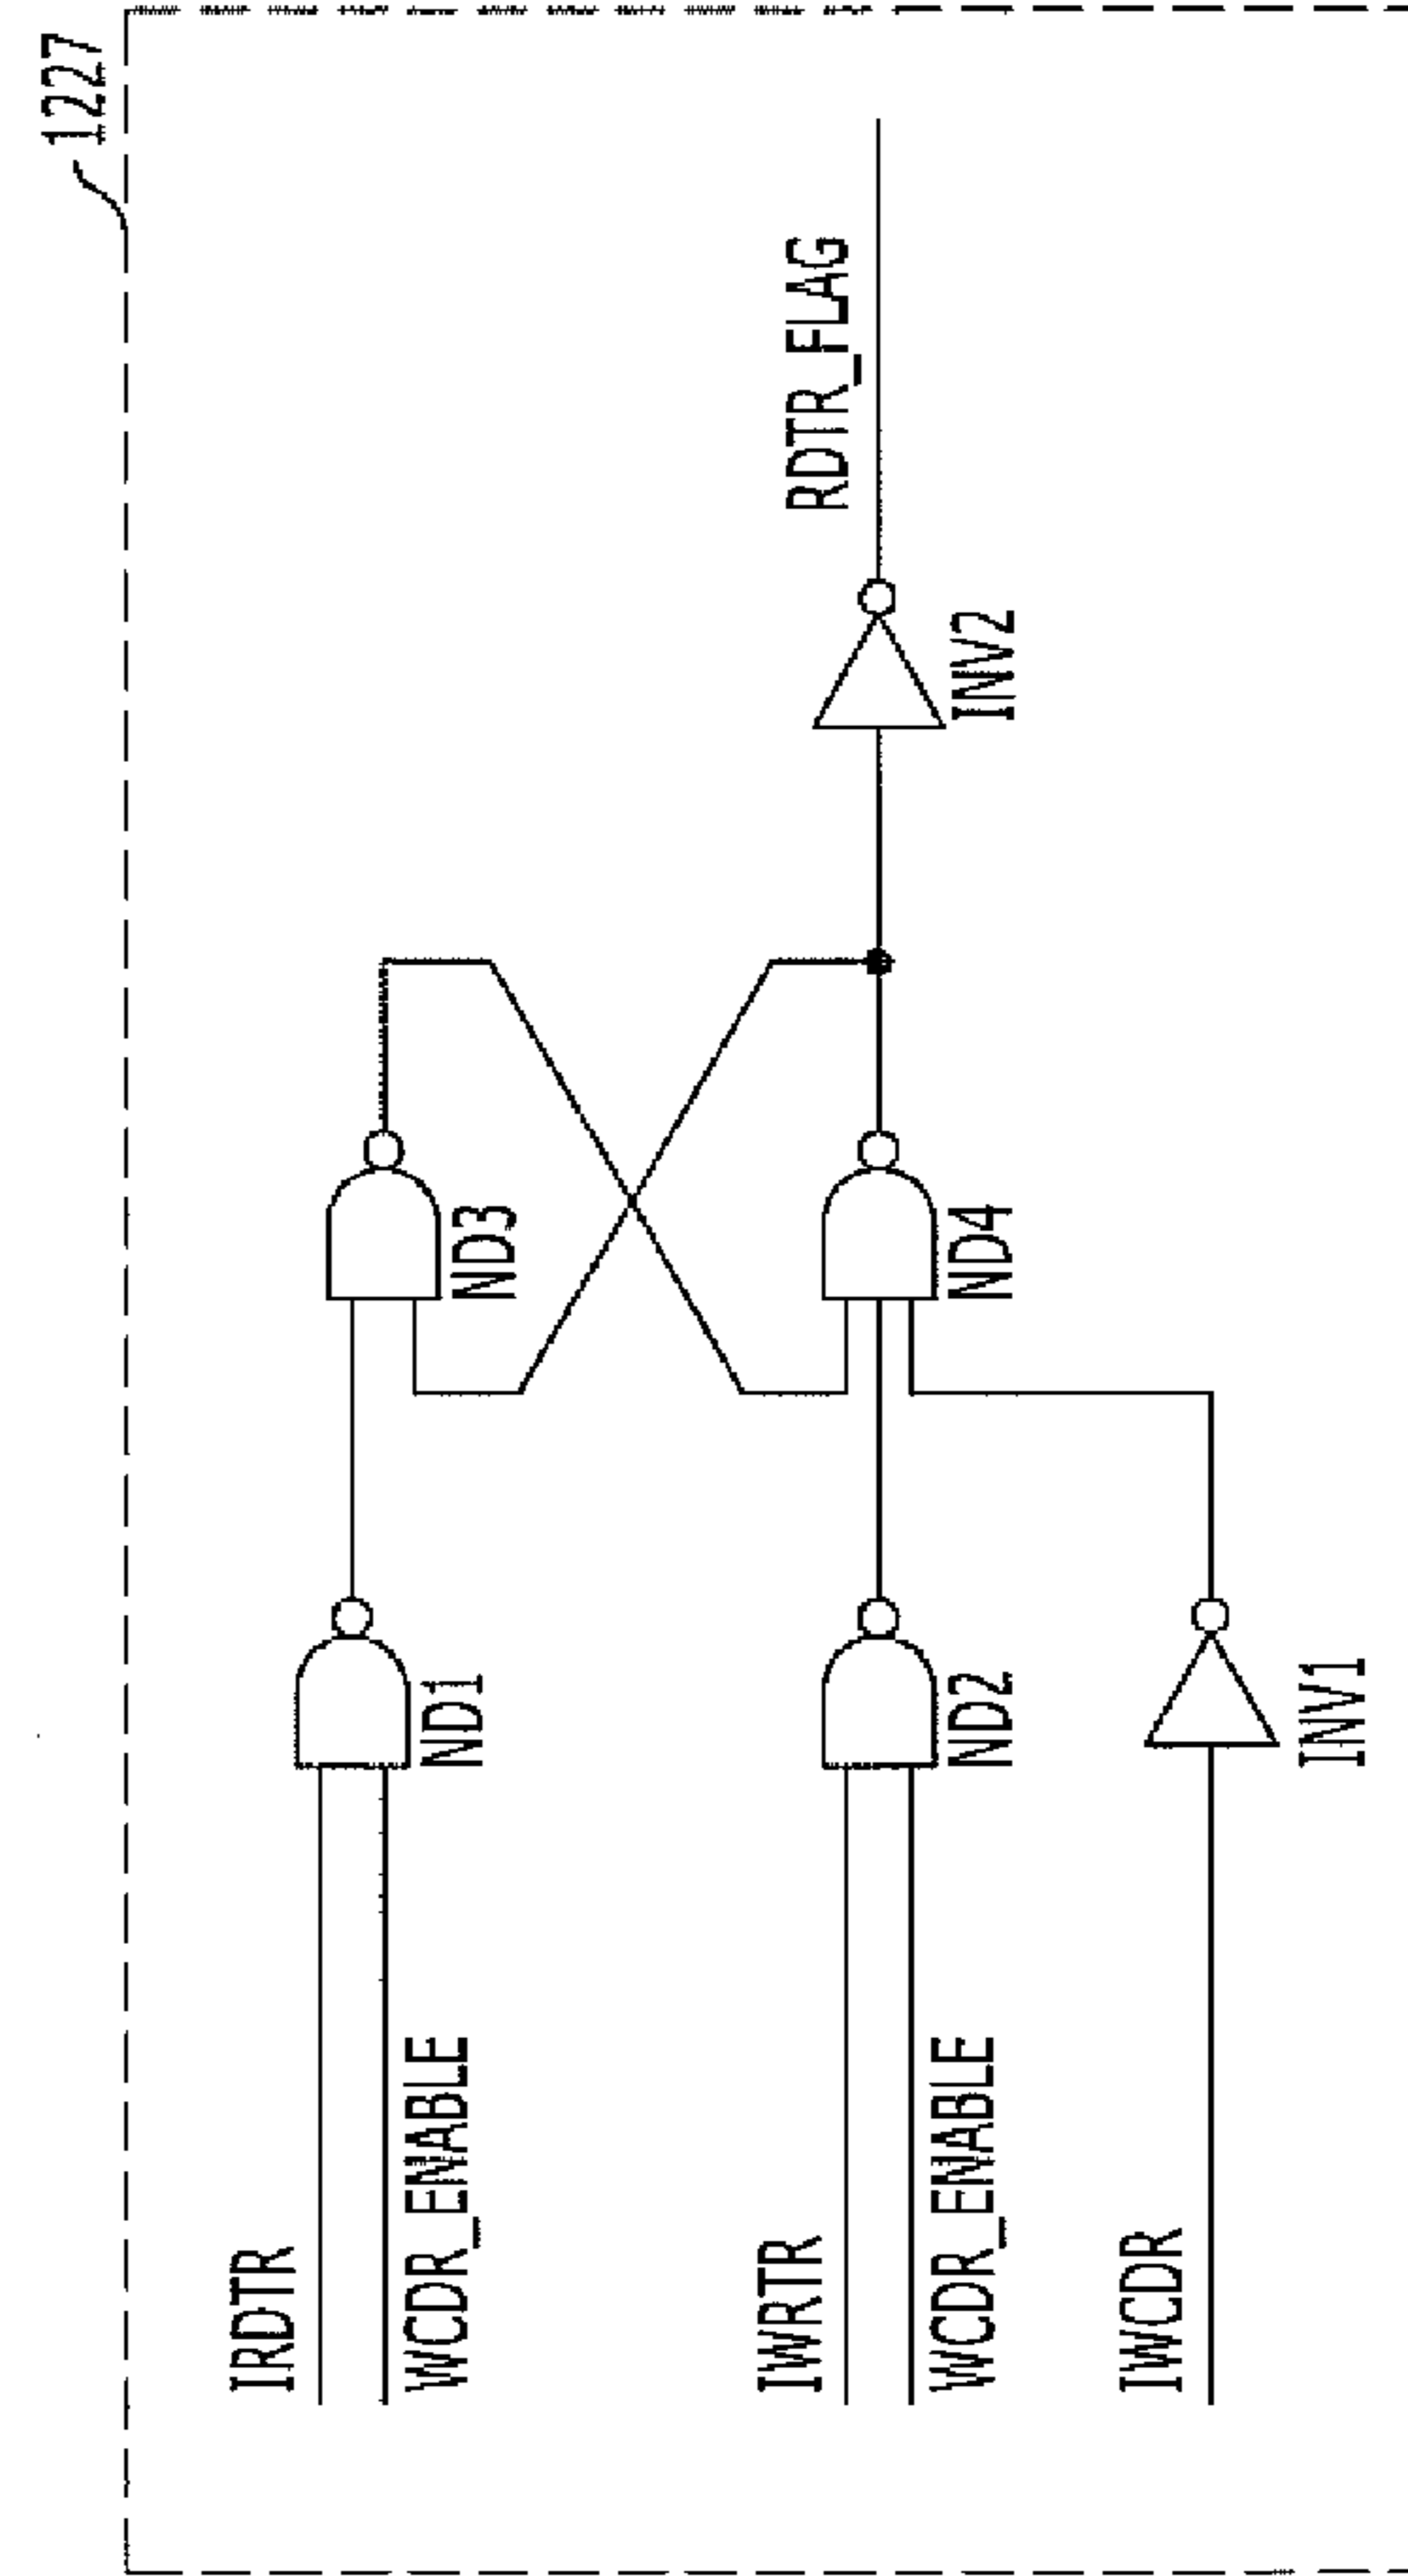 1227
IRDTR
WCDR_ENABLE
ND1
ND3
IWRTR
WCDR_ENABLE
ND2
ND4
INV2
RDTR_FLAG
IWCDR
INV1